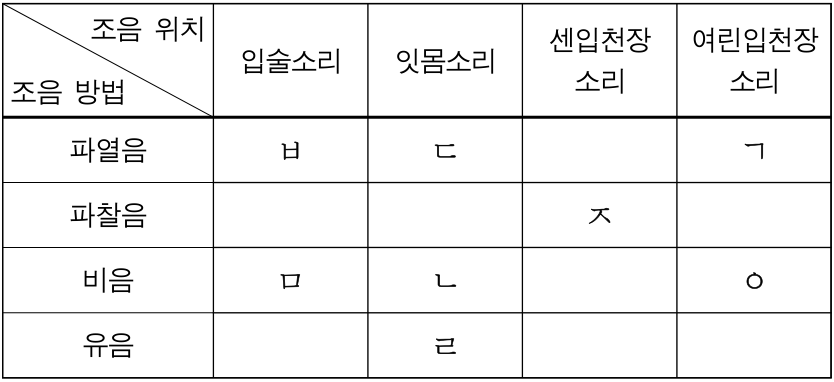 조음 위치
조음 방법
입술소리
잇몸소리
센입천장
소리
여린입천장
소리
파열음 ㅂ ㄷ ㄱ
파찰음 ㅈ
비음 ㅁ ㄴ ㅇ
유음 ㄹ